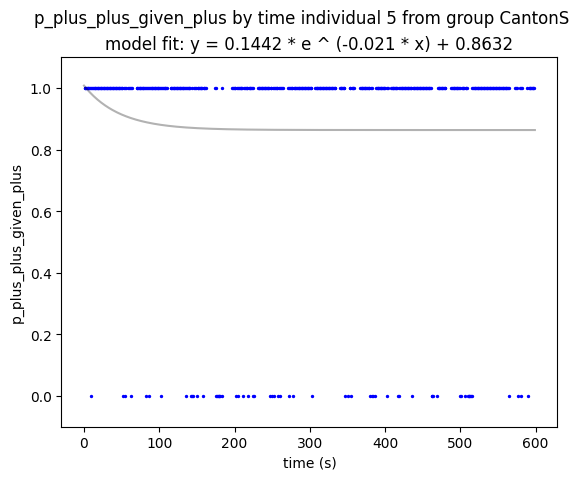 p_plus_plus_given_plus by time individual 5 from group CantonS
model fit: y = 0.1442 * e ^ (-0.021 * x) + 0.8632
1.0
0.8
0.6
0.4
0.2
0.0
p_plus_plus_given_plus
0 100 200 300 400 500 600
time (s)